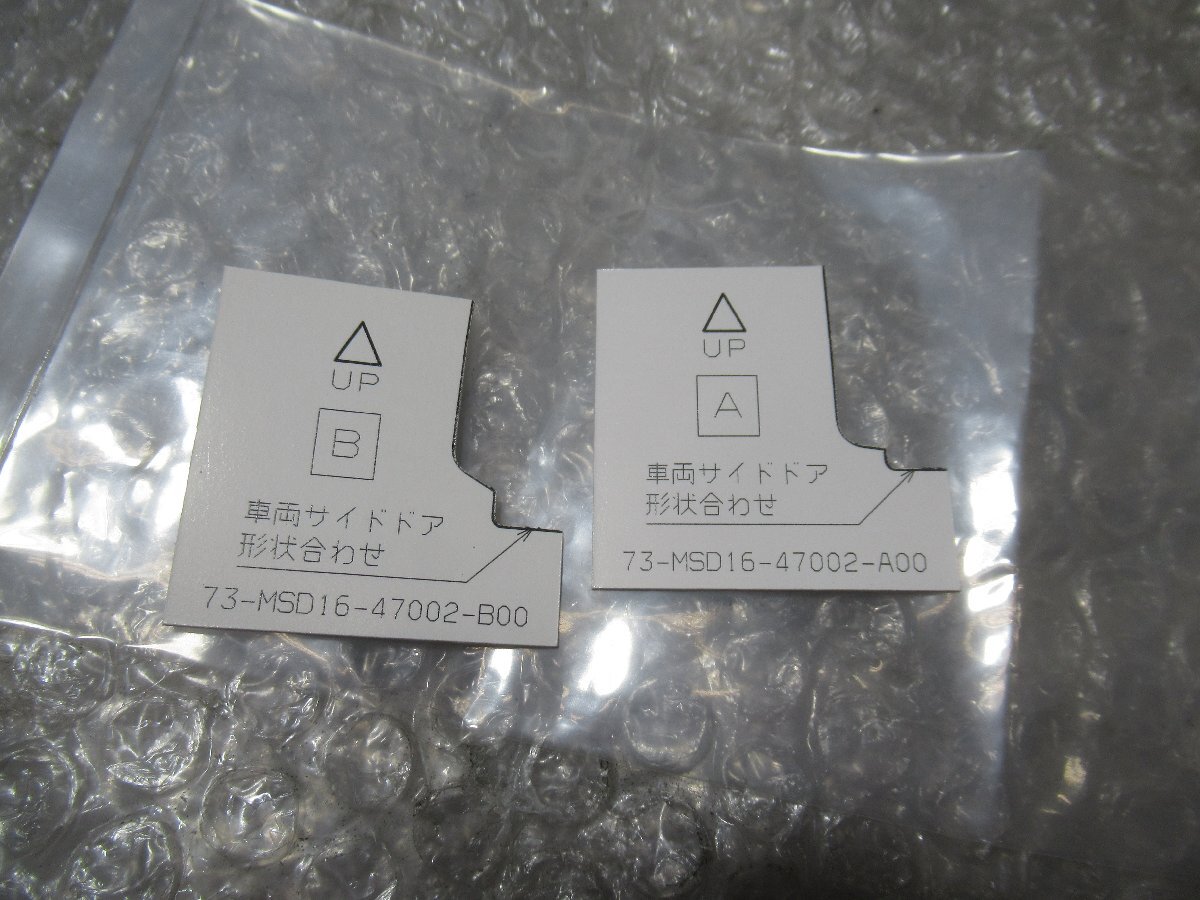 △
UP
B
車両サイドドア
形状合わせ
73-MSD16-47002-B00
△
UP
A
車両サイドドア
形状合わせ
73-MSD16-47002-A00